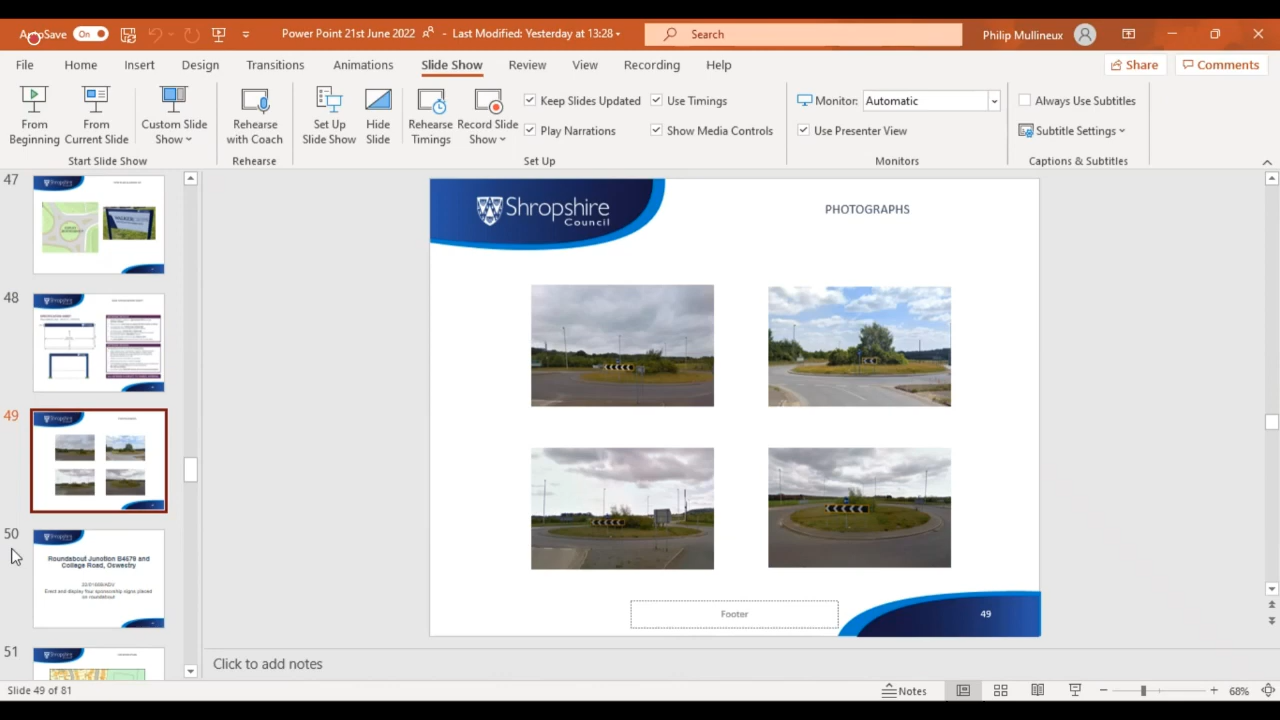 AutoSave On
Power Point 21st June 2022 - Last Modified: Yesterday at 13:28
Search
Philip Mullineux
File Home Insert Design Transitions Animations Slide Show Review View Recording Help
Share Comments
From Beginning
From Current Slide
Custom Slide Show
Start Slide Show
Rehearse with Coach
Rehearse
Set Up Slide Show
Hide Slide
Rehearse Timings
Record Slide Show
Keep Slides Updated
Play Narrations
Use Timings
Show Media Controls
Set Up
Monitor: Automatic
Use Presenter View
Monitors
Always Use Subtitles
Subtitle Settings
Captions & Subtitles
47
48
49
50
Roundabout Junction B4579 and
College Road, Oswestry
Erect and display four sponsorship signs placed
on roundabout
51
Shropshire
Council
PHOTOGRAPHS
Footer
49
Click to add notes
Slide 49 of 81
Notes
68%